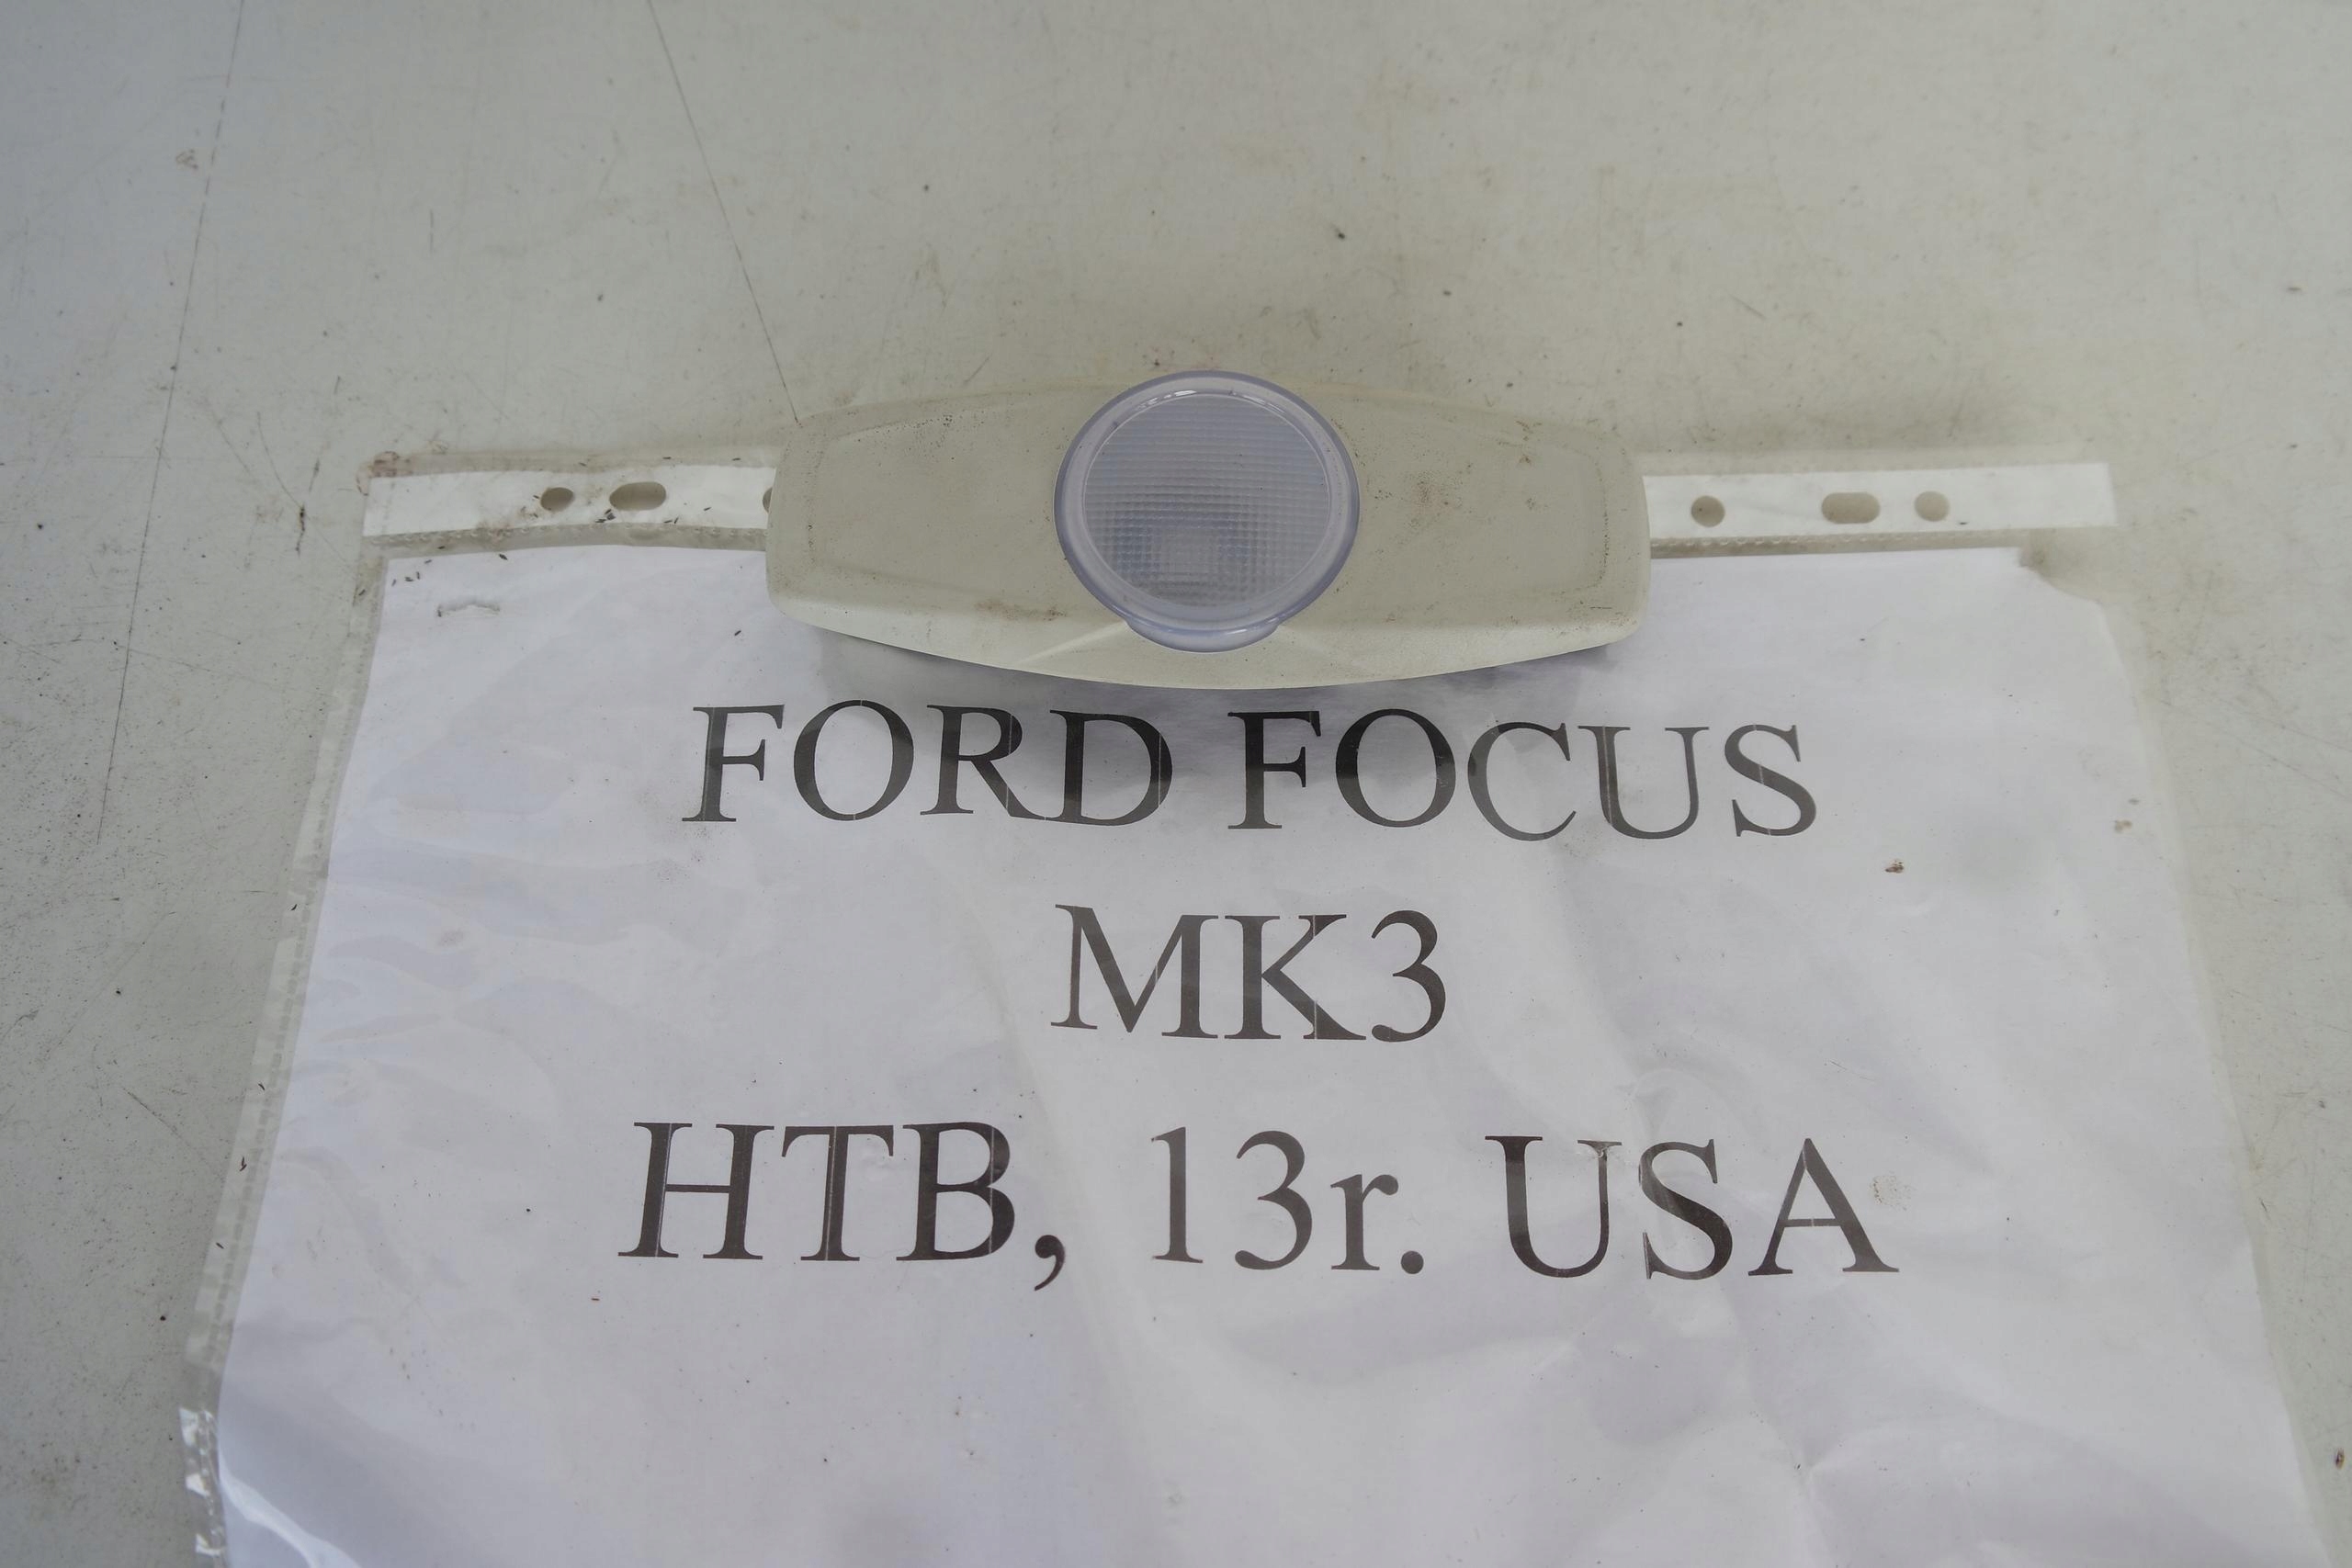 FORD FOCUS
MK3
HTB, 13r. USA